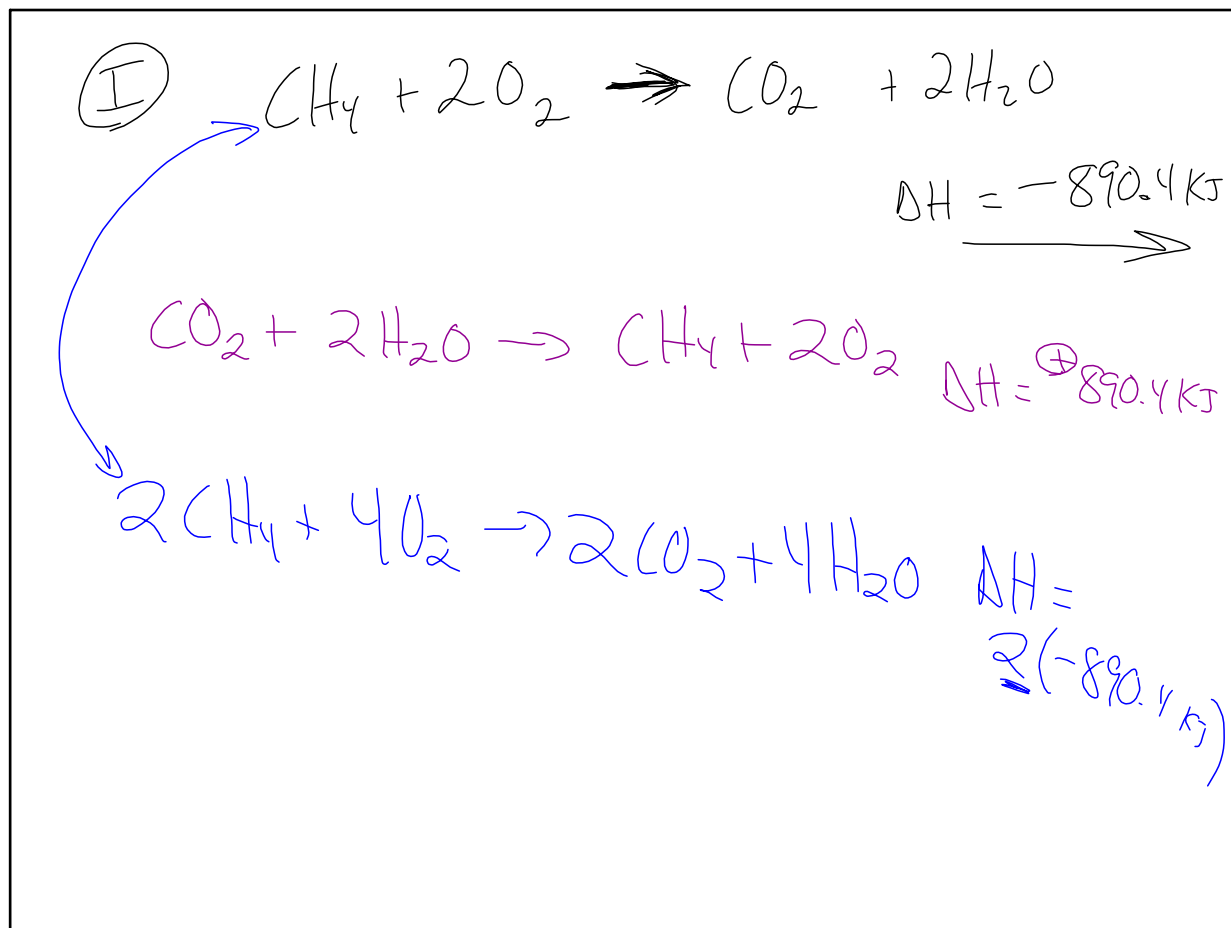 I CH₄ + 2O₂ → CO₂ + 2H₂O
ΔH = -890.4 KJ
CO₂ + 2H₂O → CH₄ + 2O₂ ΔH = +890.4 KJ
2CH₄ + 4O₂ → 2CO₂ + 4H₂O ΔH =
2(-890.4 KJ)